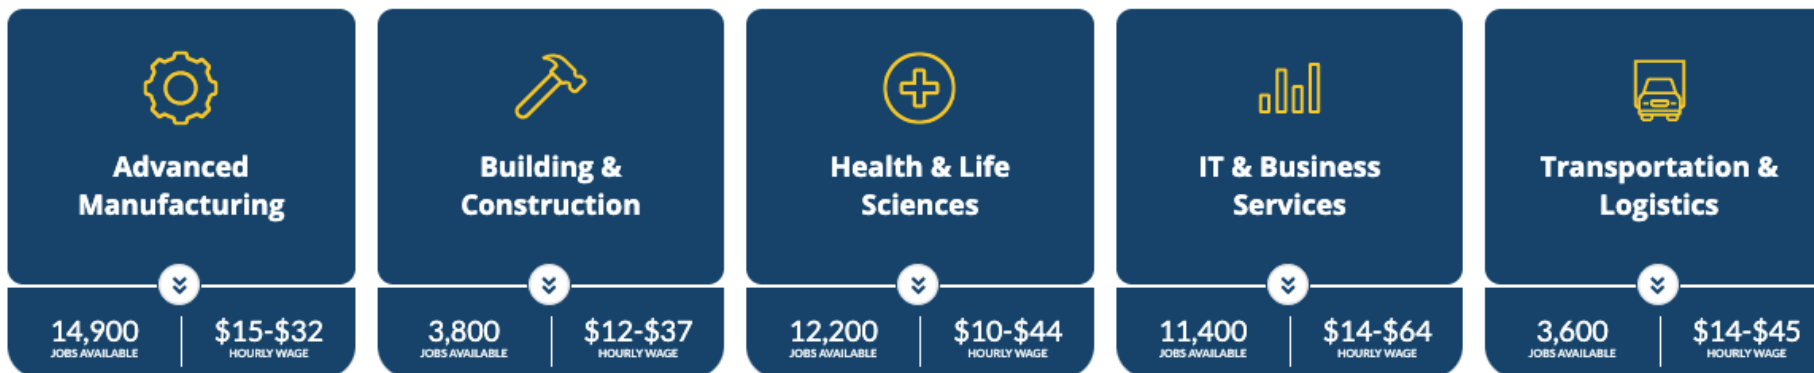 Advanced
Manufacturing
14,900
JOBS AVAILABLE
$15-$32
HOURLY WAGE
Building &
Construction
3,800
JOBS AVAILABLE
$12-$37
HOURLY WAGE
Health & Life
Sciences
12,200
JOBS AVAILABLE
$10-$44
HOURLY WAGE
IT & Business
Services
11,400
JOBS AVAILABLE
$14-$64
HOURLY WAGE
Transportation &
Logistics
3,600
JOBS AVAILABLE
$14-$45
HOURLY WAGE